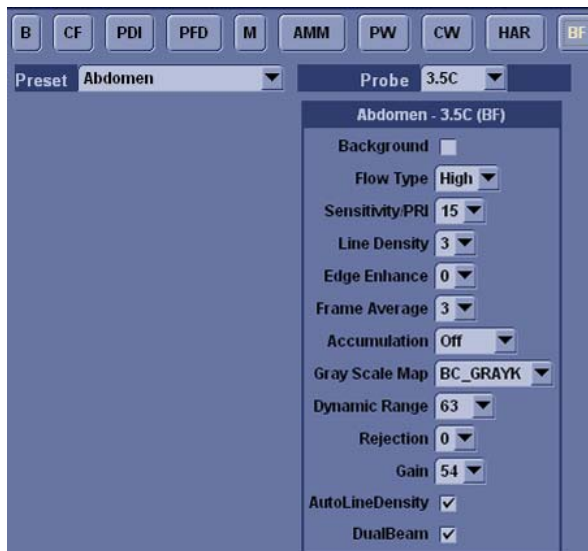 B CF PDI PFD M AMM PW CW HAR BF
Preset Abdomen Probe 3.5C
Abdomen - 3.5C (BF)
Background
Flow Type High
Sensitivity/PRI 15
Line Density 3
Edge Enhance 0
Frame Average 3
Accumulation Off
Gray Scale Map BC_GRAYK
Dynamic Range 63
Rejection 0
Gain 54
AutoLineDensity
DualBeam